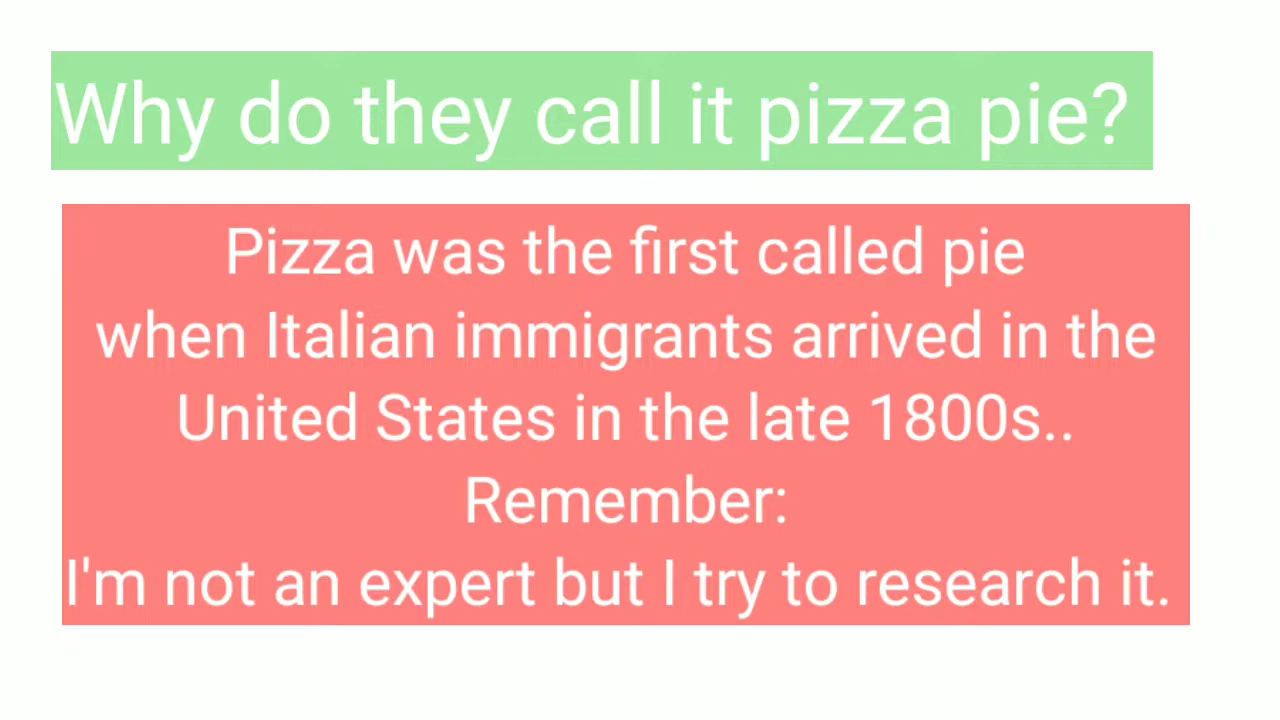 Why do they call it pizza pie?
Pizza was the first called pie
when Italian immigrants arrived in the
United States in the late 1800s..
Remember:
I'm not an expert but I try to research it.